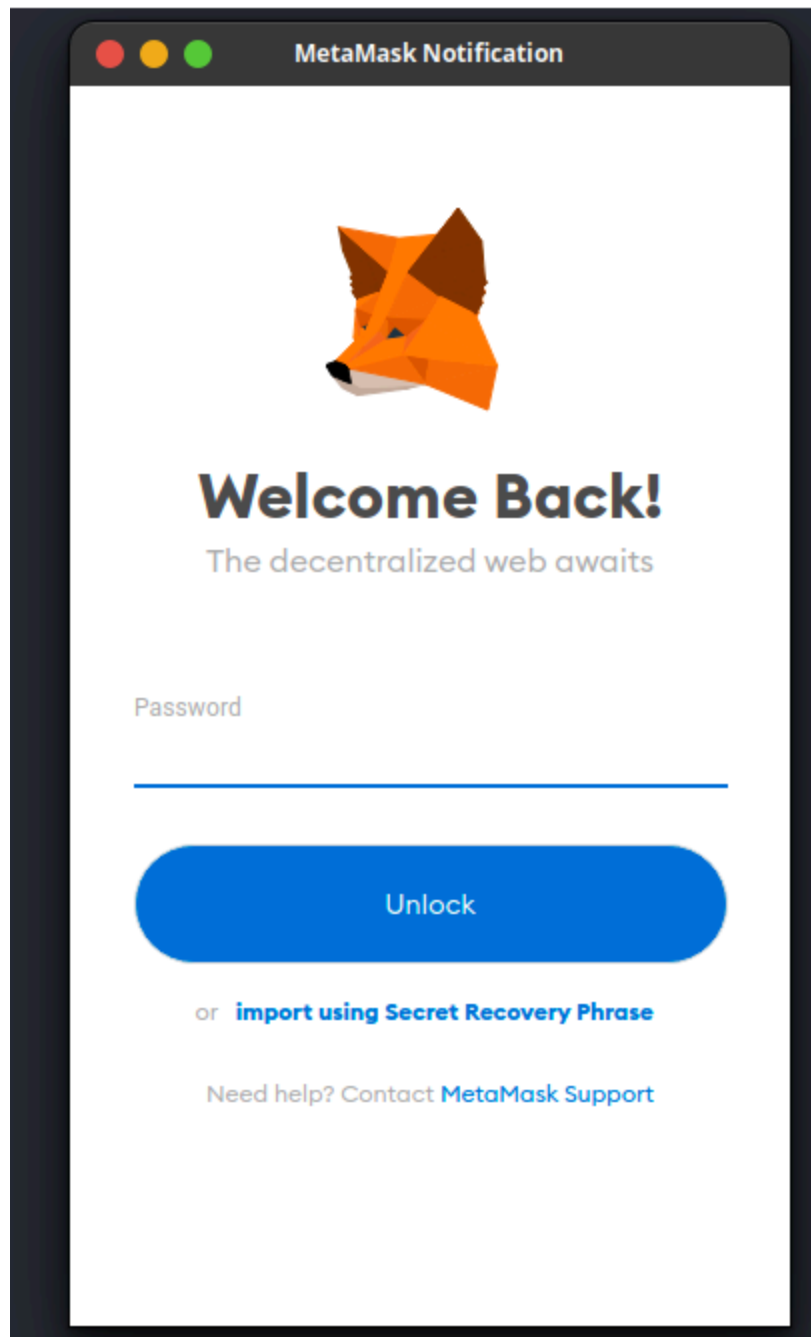 MetaMask Notification
Welcome Back!
The decentralized web awaits
Password
Unlock
or import using Secret Recovery Phrase
Need help? Contact MetaMask Support